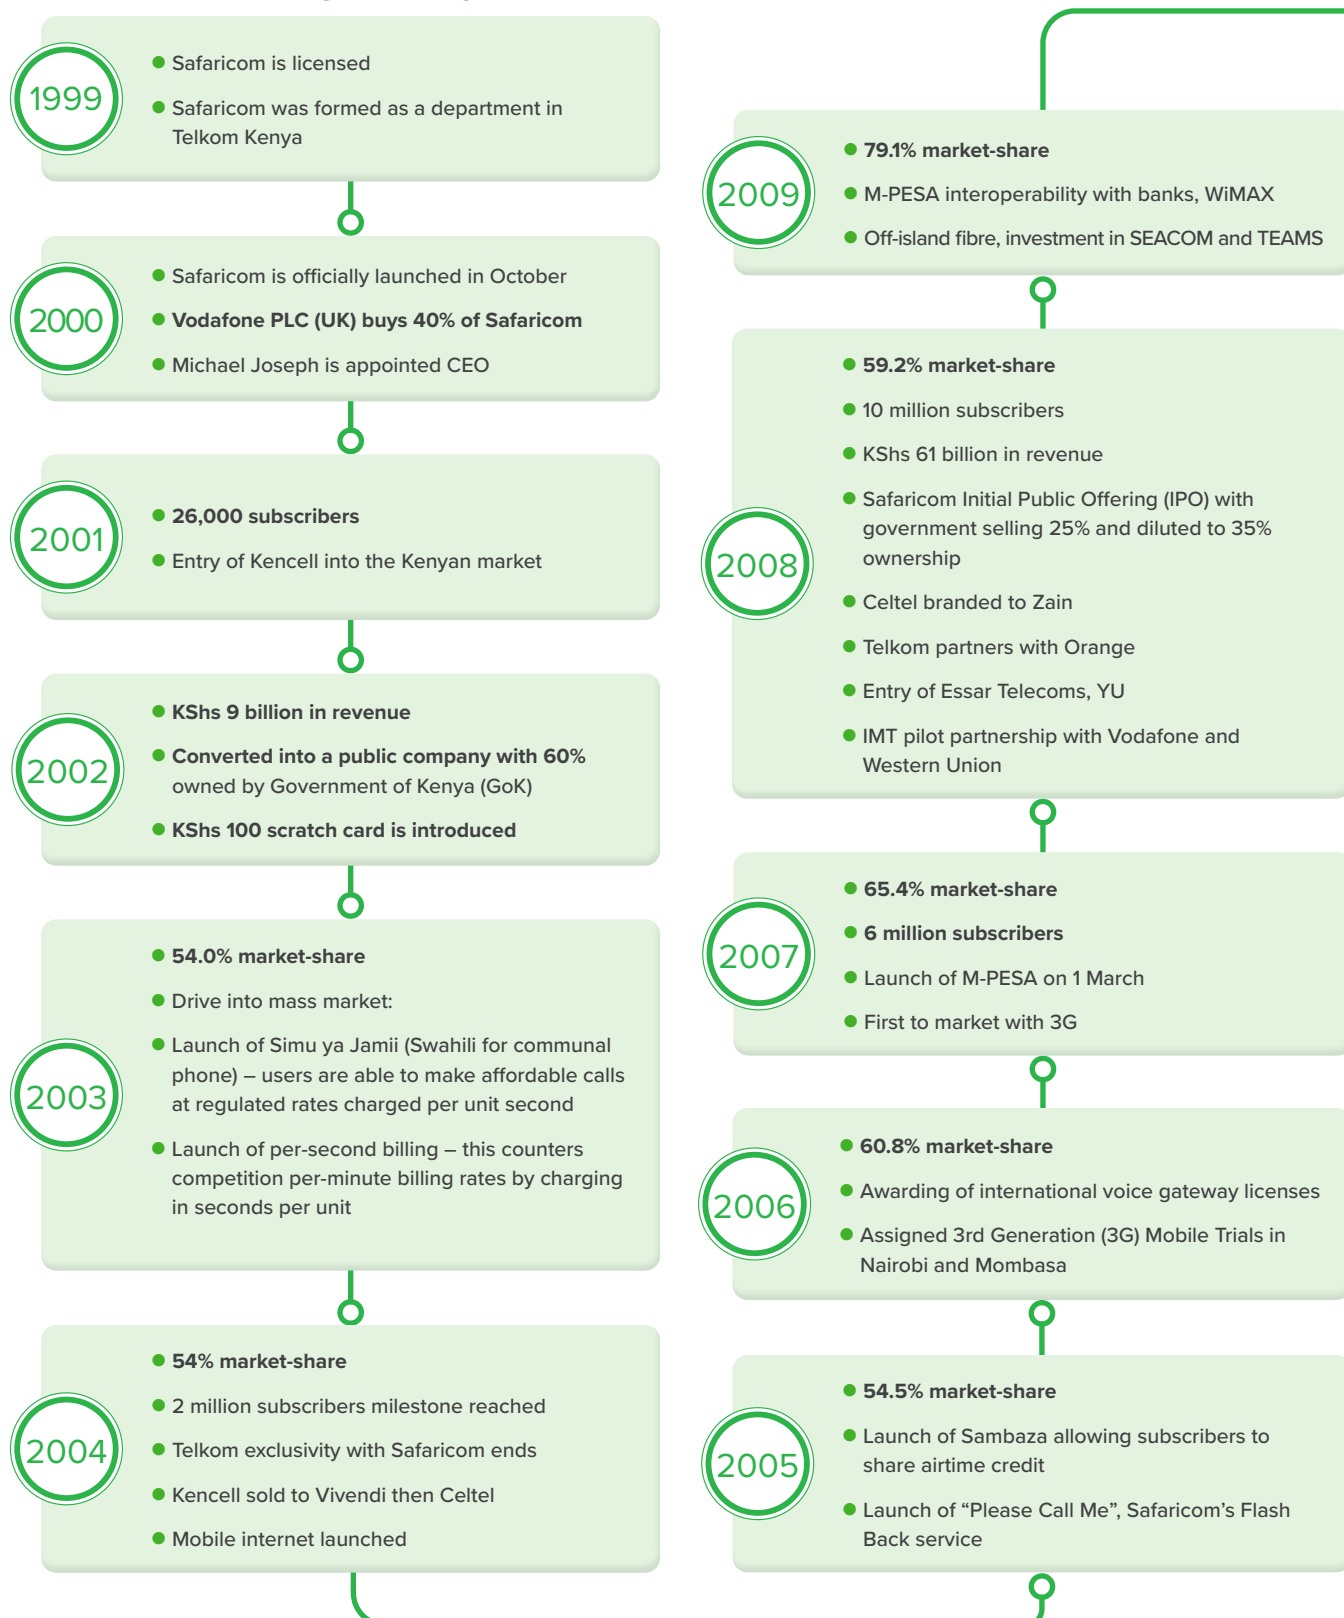 1999
Safaricom is licensed
Safaricom was formed as a department in
Telkom Kenya
2000
Safaricom is officially launched in October
Vodafone PLC (UK) buys 40% of Safaricom
Michael Joseph is appointed CEO
2001
26,000 subscribers
Entry of Kencell into the Kenyan market
2002
KShs 9 billion in revenue
Converted into a public company with 60%
owned by Government of Kenya (GoK)
KShs 100 scratch card is introduced
2003
54.0% market-share
Drive into mass market:
Launch of Simu ya Jamii (Swahili for communal
phone) – users are able to make affordable calls
at regulated rates charged per unit second
Launch of per-second billing – this counters
competition per-minute billing rates by charging
in seconds per unit
2004
54% market-share
2 million subscribers milestone reached
Telkom exclusivity with Safaricom ends
Kencell sold to Vivendi then Celtel
Mobile internet launched
2009
79.1% market-share
M-PESA interoperability with banks, WiMAX
Off-island fibre, investment in SEACOM and TEAMS
2008
59.2% market-share
10 million subscribers
KShs 61 billion in revenue
Safaricom Initial Public Offering (IPO) with
government selling 25% and diluted to 35%
ownership
Celtel branded to Zain
Telkom partners with Orange
Entry of Essar Telecoms, YU
IMT pilot partnership with Vodafone and
Western Union
2007
65.4% market-share
6 million subscribers
Launch of M-PESA on 1 March
First to market with 3G
2006
60.8% market-share
Awarding of international voice gateway licenses
Assigned 3rd Generation (3G) Mobile Trials in
Nairobi and Mombasa
2005
54.5% market-share
Launch of Sambaza allowing subscribers to
share airtime credit
Launch of “Please Call Me”, Safaricom’s Flash
Back service